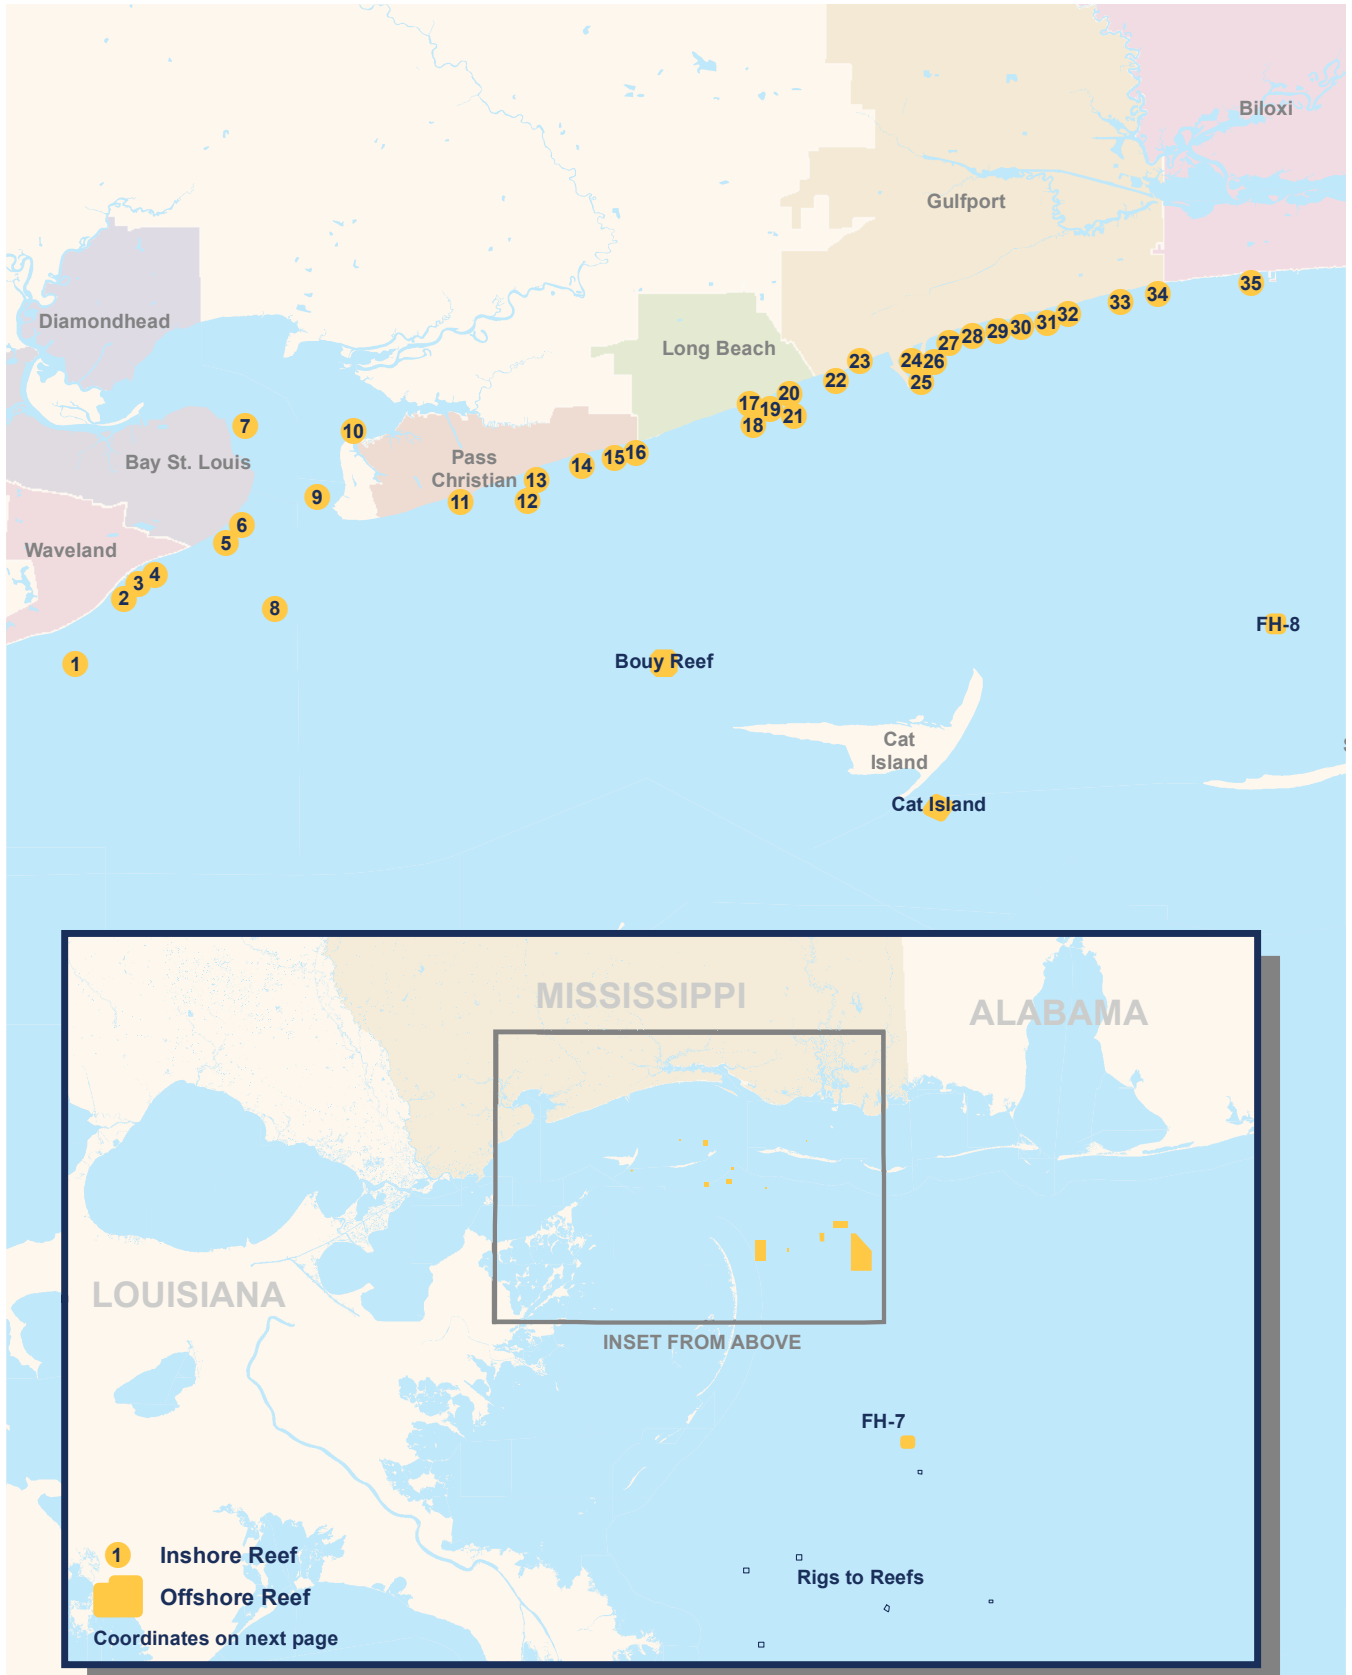 Biloxi
Gulfport
Diamondhead
Long Beach
Bay St. Louis
Pass
Christian
Waveland
35
34
33
32
31
30
29
28
27
26
25
24
23
22
21
20
19
18
17
16
15
14
13
12
11
10
9
8
7
6
5
4
3
2
1
FH-8
Bouy Reef
Cat
Island
Cat Island
S
MISSISSIPPI
ALABAMA
LOUISIANA
INSET FROM ABOVE
FH-7
Rigs to Reefs
1 Inshore Reef
Offshore Reef
Coordinates on next page